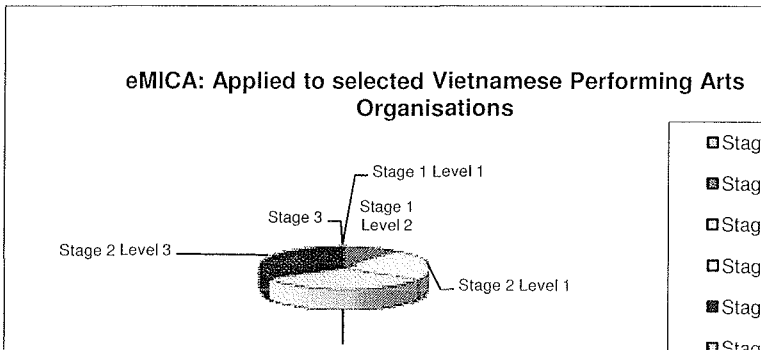 eMICA: Applied to selected Vietnamese Performing Arts
Organisations
Stage 1 Level 1
Stage 3
Stage 1
Level 2
Stage 2 Level 3
Stage 2 Level 1
Stag
Stag
Stag
Stag
Stag